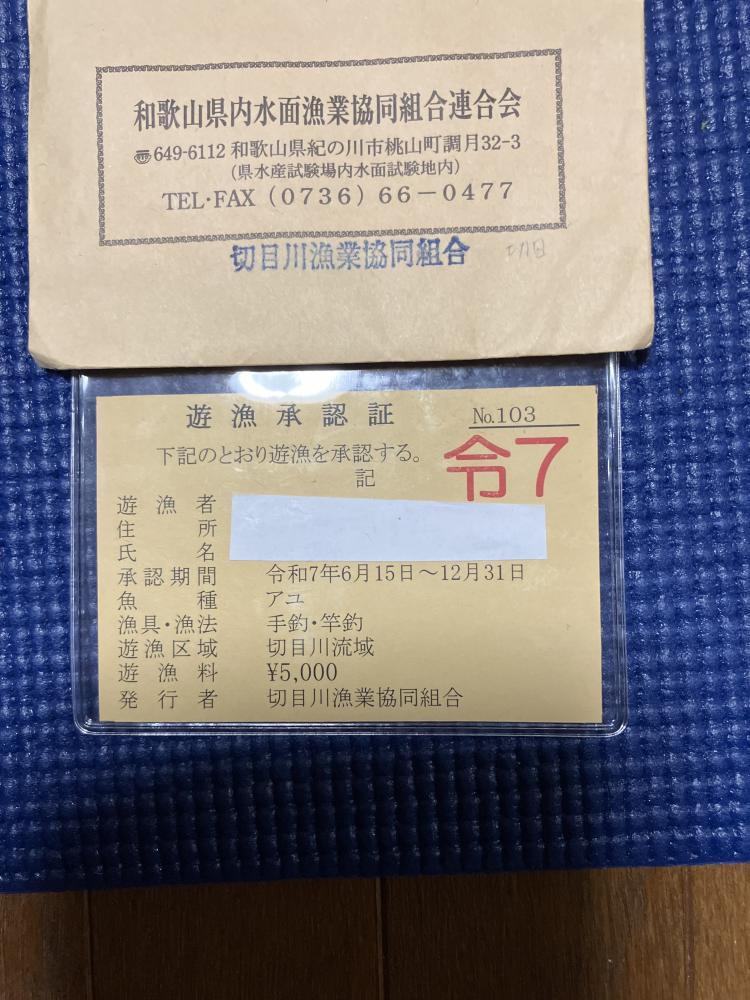 和歌山県内水面漁業協同組合連合会
〠649-6112 和歌山県紀の川市桃山町調月32-3
(県水産試験場内水面試験地内)
TEL・FAX (0736) 66-0477
切目川漁業協同組合
遊漁承認証 No.103
下記のとおり遊漁を承認する。
令7
記
遊漁者
住所
氏名
承認期間 令和7年6月15日～12月31日
魚種 アユ
漁具・漁法 手釣・竿釣
遊漁区域 切目川流域
遊漁料 ¥5,000
発行者 切目川漁業協同組合